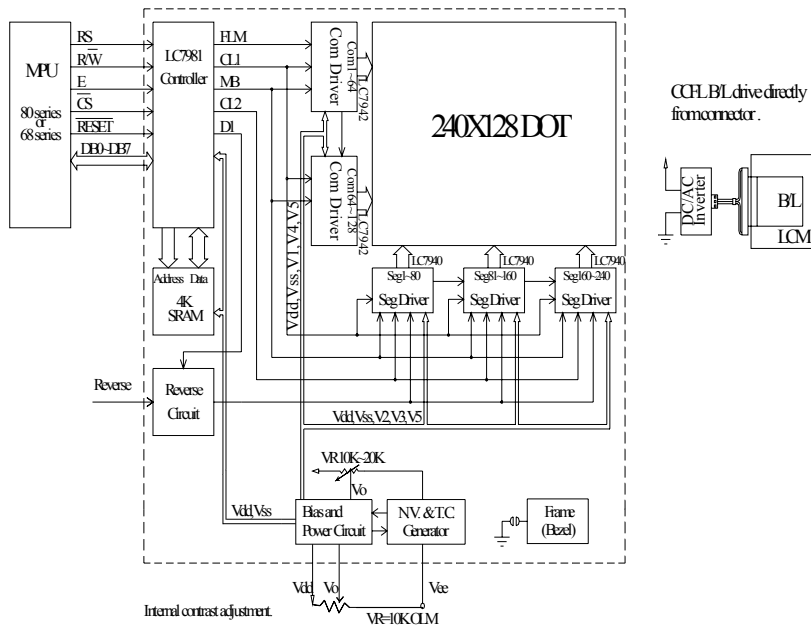 RS
R/W
E
CS
RESET
DB0~DB7
MPU
80 series
or
68 series
LC7981
Controller
FLM
CL1
MB
CL2
D1
Com1~64
Com Driver
LC7942
Com64~128
Com Driver
LC7942
240X128 DOT
CCFL B/L drive directly
from connector .
DC/AC
Inverter
B/L
LCM
Address Data
4K
SRAM
Vdd,Vss,V1,V4,V5
LC7940
LC7940
LC7940
Seg1~80
Seg Driver
Seg81~160
Seg Driver
Seg160~240
Seg Driver
Reverse
Reverse
Circuit
Vdd,Vss,V2,V3,V5
VR 10K~20K
Vo
Vdd,Vss
Bias and
Power Circuit
N.V. & T.C
Generator
Frame
(Bezel)
Vdd
Vo
Vee
Internal contrast adjustment.
VR=10K OLM